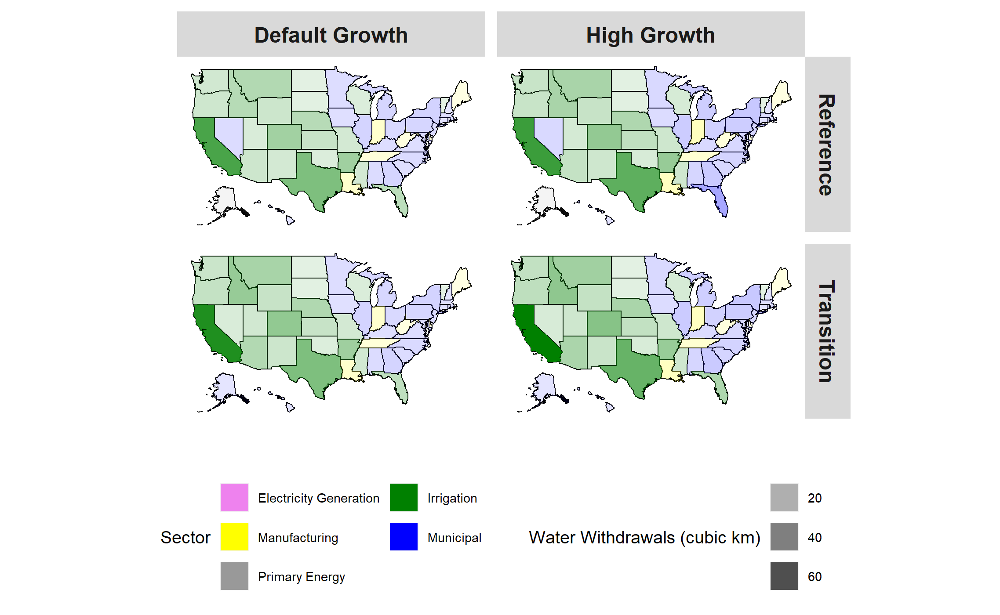 Default Growth
High Growth
Reference
Transition
Sector
Electricity Generation
Manufacturing
Primary Energy
Irrigation
Municipal
Water Withdrawals (cubic km)
20
40
60